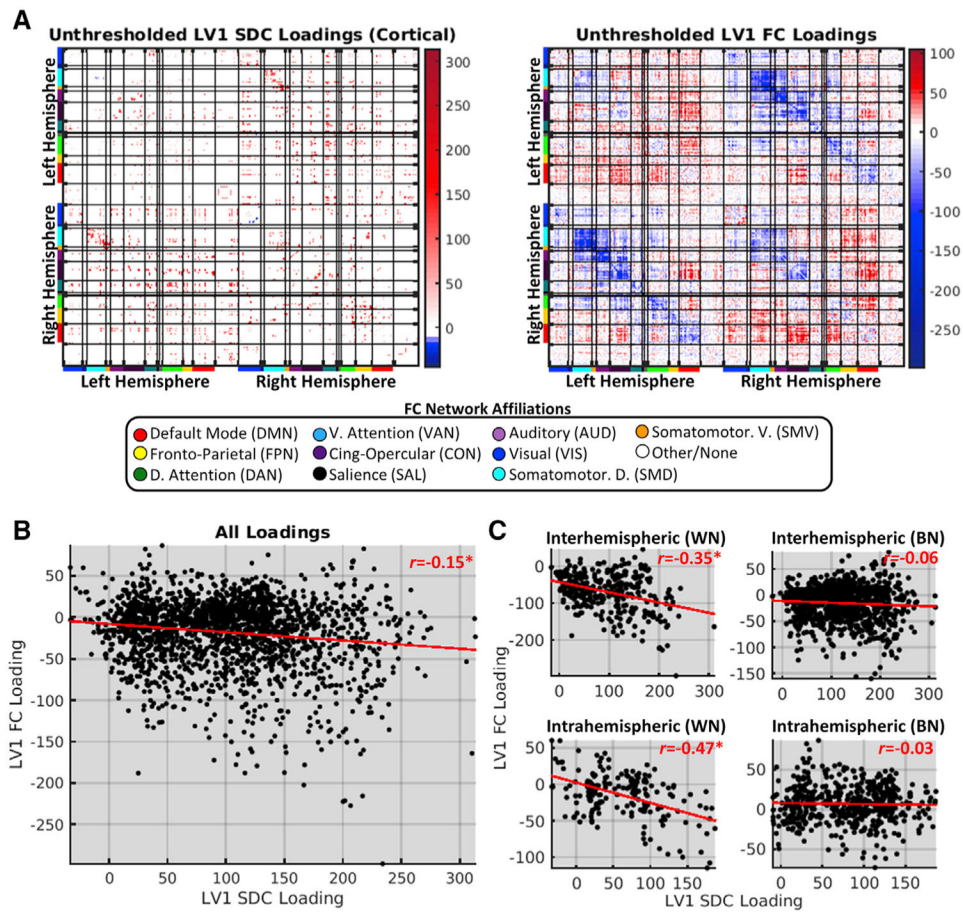 A
Unthresholded LV1 SDC Loadings (Cortical)
Left Hemisphere
Right Hemisphere
Left Hemisphere
Right Hemisphere
300
250
200
150
100
50
0
Unthresholded LV1 FC Loadings
Left Hemisphere
Right Hemisphere
Left Hemisphere
Right Hemisphere
100
50
0
-50
-100
-150
-200
-250
FC Network Affiliations
Default Mode (DMN)
V. Attention (VAN)
Auditory (AUD)
Somatomotor. V. (SMV)
Fronto-Parietal (FPN)
Cing-Opercular (CON)
Visual (VIS)
Other/None
D. Attention (DAN)
Salience (SAL)
Somatomotor. D. (SMD)
B
All Loadings
r=-0.15*
50
0
-50
-100
-150
-200
-250
LV1 FC Loading
0
50
100
150
200
250
300
LV1 SDC Loading
C
Interhemispheric (WN)
r=-0.35*
0
-100
-200
0
100
200
300
Interhemispheric (BN)
r=-0.06
50
0
-50
-100
-150
0
100
200
300
LV1 FC Loading
Intrahemispheric (WN)
r=-0.47*
50
0
-50
-100
0
50
100
150
Intrahemispheric (BN)
r=-0.03
50
0
-50
0
50
100
150
LV1 SDC Loading